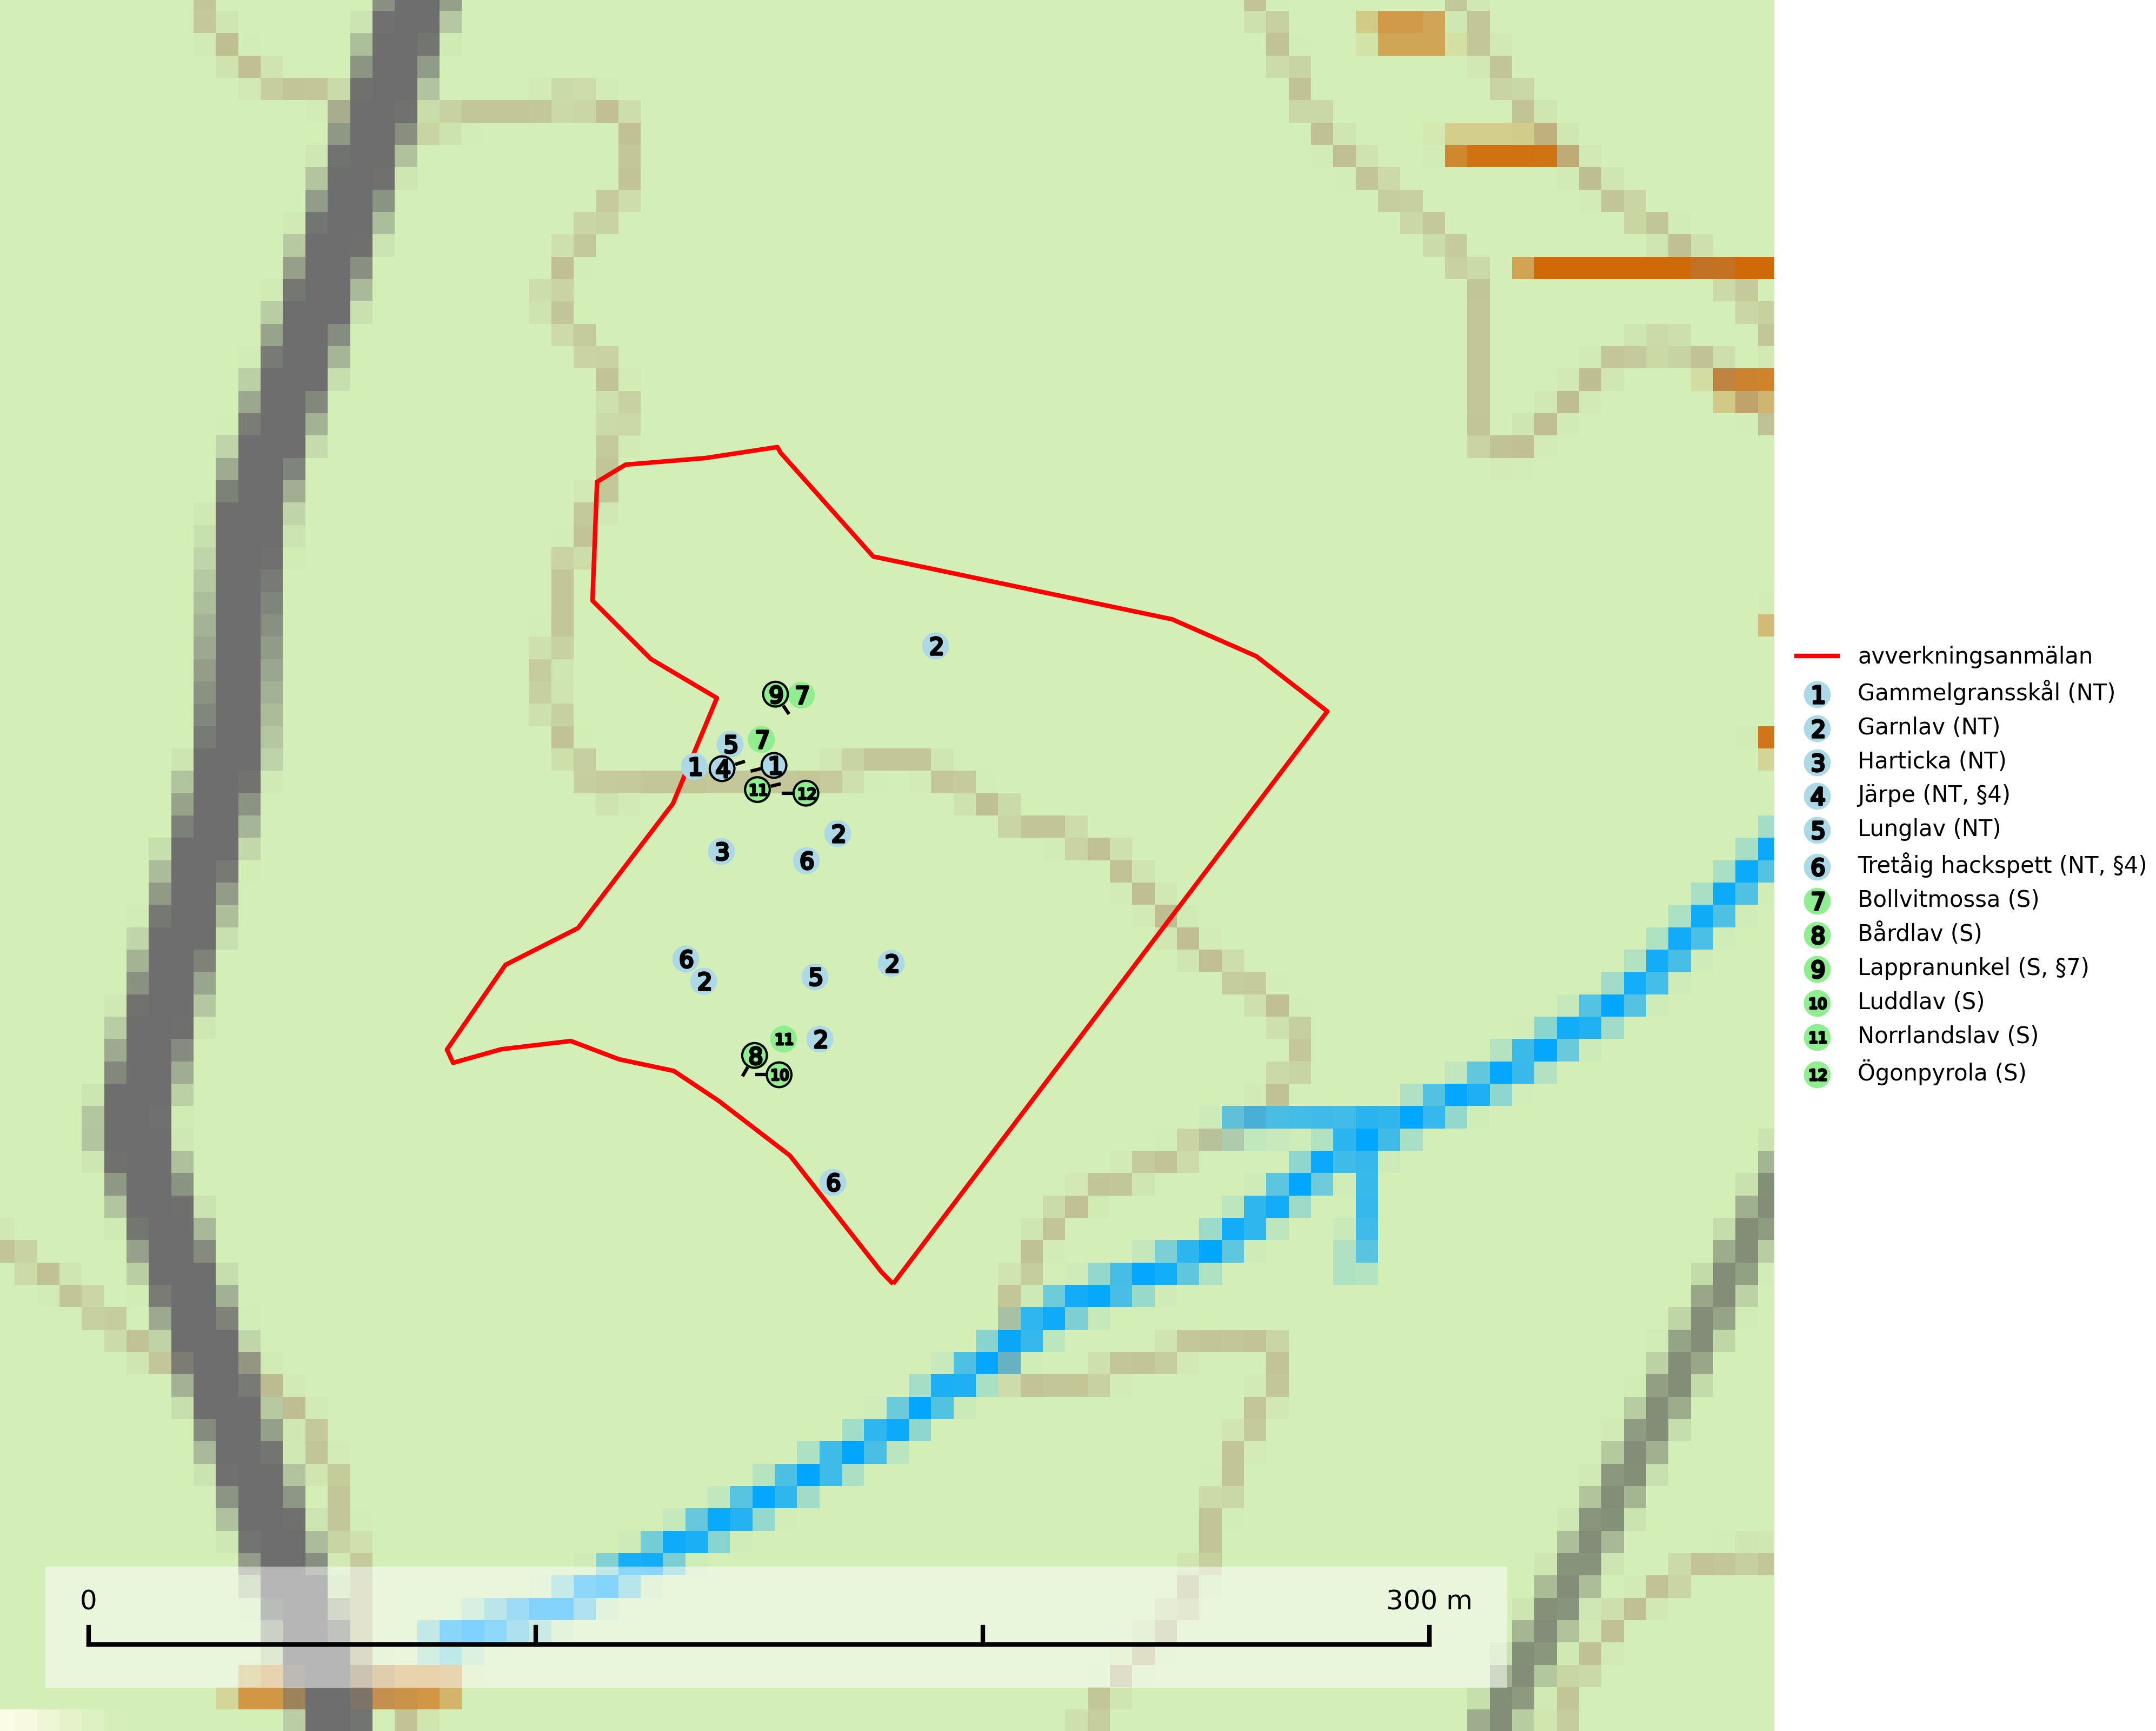 2
9 7
5 7
1 4 1
11 12
2
3 6
6 2 5 2
11 2
8 10
6
0 300 m
avverkningsanmälan
1 Gammelgransskål (NT)
2 Garnlav (NT)
3 Harticka (NT)
4 Järpe (NT, §4)
5 Lunglav (NT)
6 Tretåig hackspett (NT, §4)
7 Bollvitmossa (S)
8 Bårdlav (S)
9 Lappranunkel (S, §7)
10 Luddlav (S)
11 Norrlandslav (S)
12 Ögonpyrola (S)